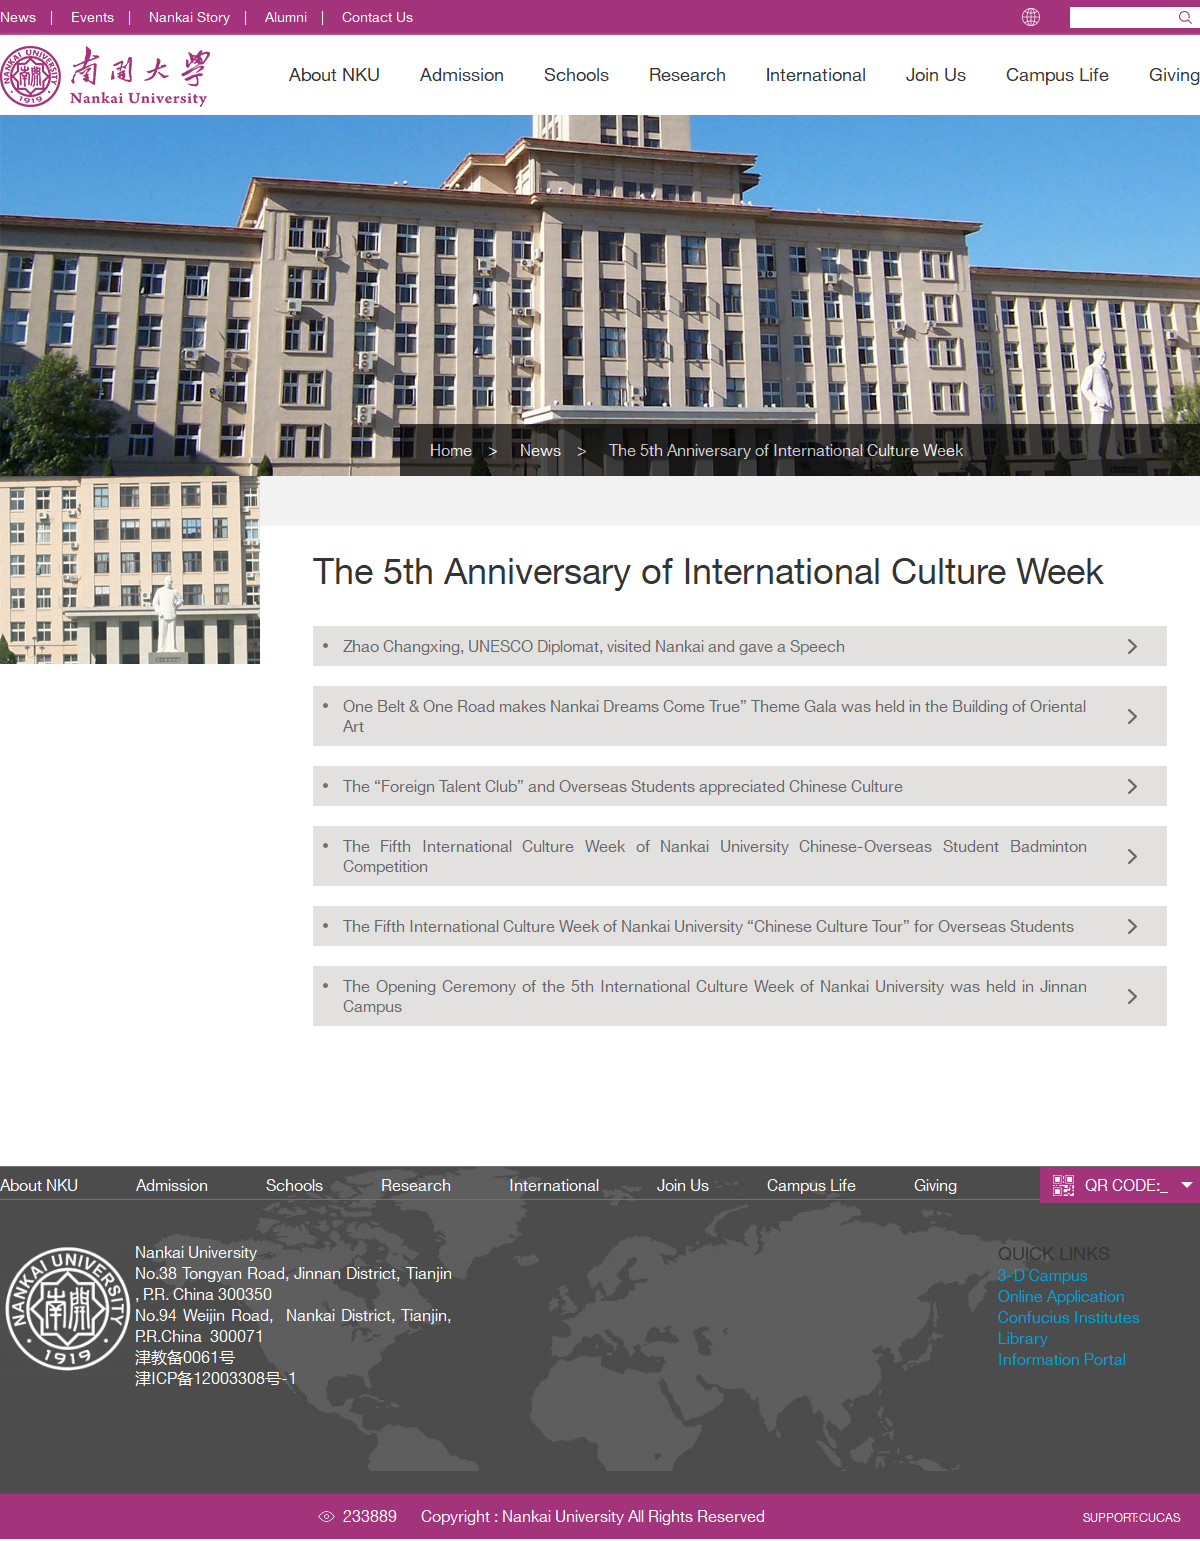 News | Events | Nankai Story | Alumni | Contact Us
NANKAI UNIVERSITY
1919
南開大學
Nankai University
About NKU Admission Schools Research International Join Us Campus Life Giving
Home > News > The 5th Anniversary of International Culture Week
The 5th Anniversary of International Culture Week
• Zhao Changxing, UNESCO Diplomat, visited Nankai and gave a Speech
• One Belt & One Road makes Nankai Dreams Come True” Theme Gala was held in the Building of Oriental
Art
• The “Foreign Talent Club” and Overseas Students appreciated Chinese Culture
• The Fifth International Culture Week of Nankai University Chinese-Overseas Student Badminton
Competition
• The Fifth International Culture Week of Nankai University “Chinese Culture Tour” for Overseas Students
• The Opening Ceremony of the 5th International Culture Week of Nankai University was held in Jinnan
Campus
About NKU Admission Schools Research International Join Us Campus Life Giving
QR CODE:_
NANKAI UNIVERSITY
南開
1919
Nankai University
No.38 Tongyan Road, Jinnan District, Tianjin
, P.R. China 300350
No.94 Weijin Road, Nankai District, Tianjin,
P.R.China 300071
津教备0061号
津ICP备12003308号-1
QUICK LINKS
3-D Campus
Online Application
Confucius Institutes
Library
Information Portal
233889 Copyright : Nankai University All Rights Reserved
SUPPORT:CUCAS